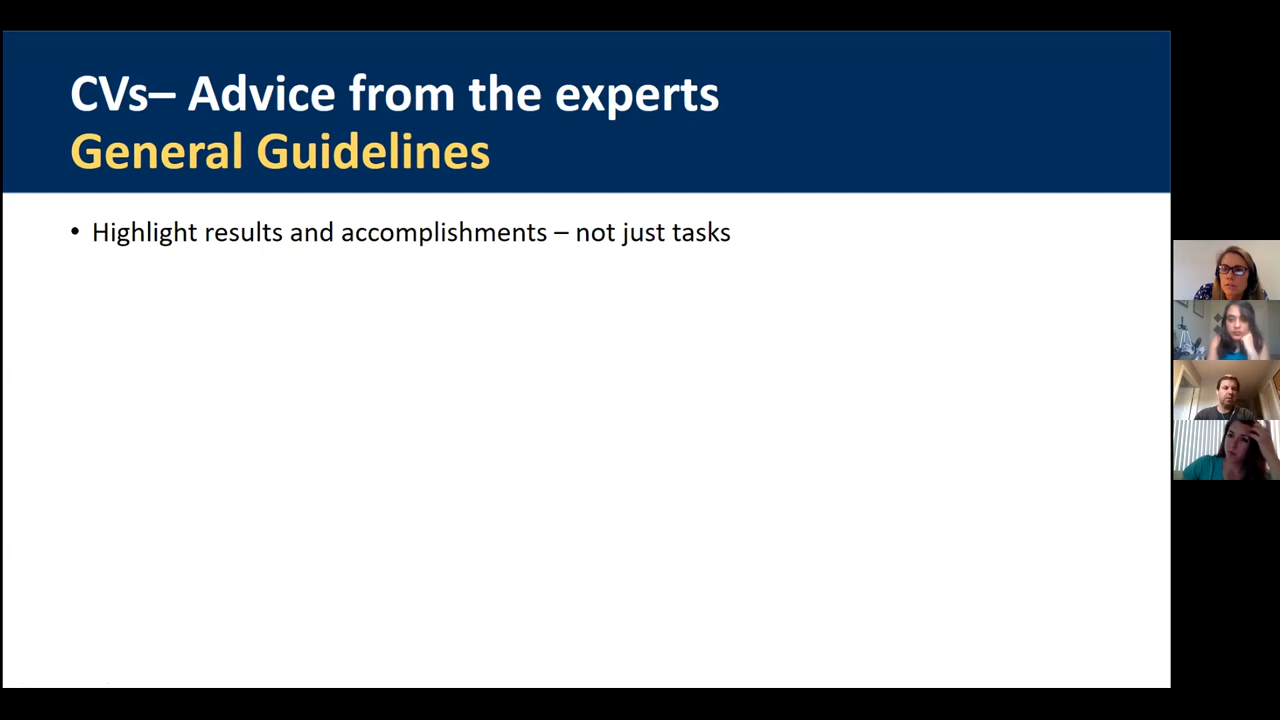 CVs– Advice from the experts
General Guidelines
• Highlight results and accomplishments – not just tasks